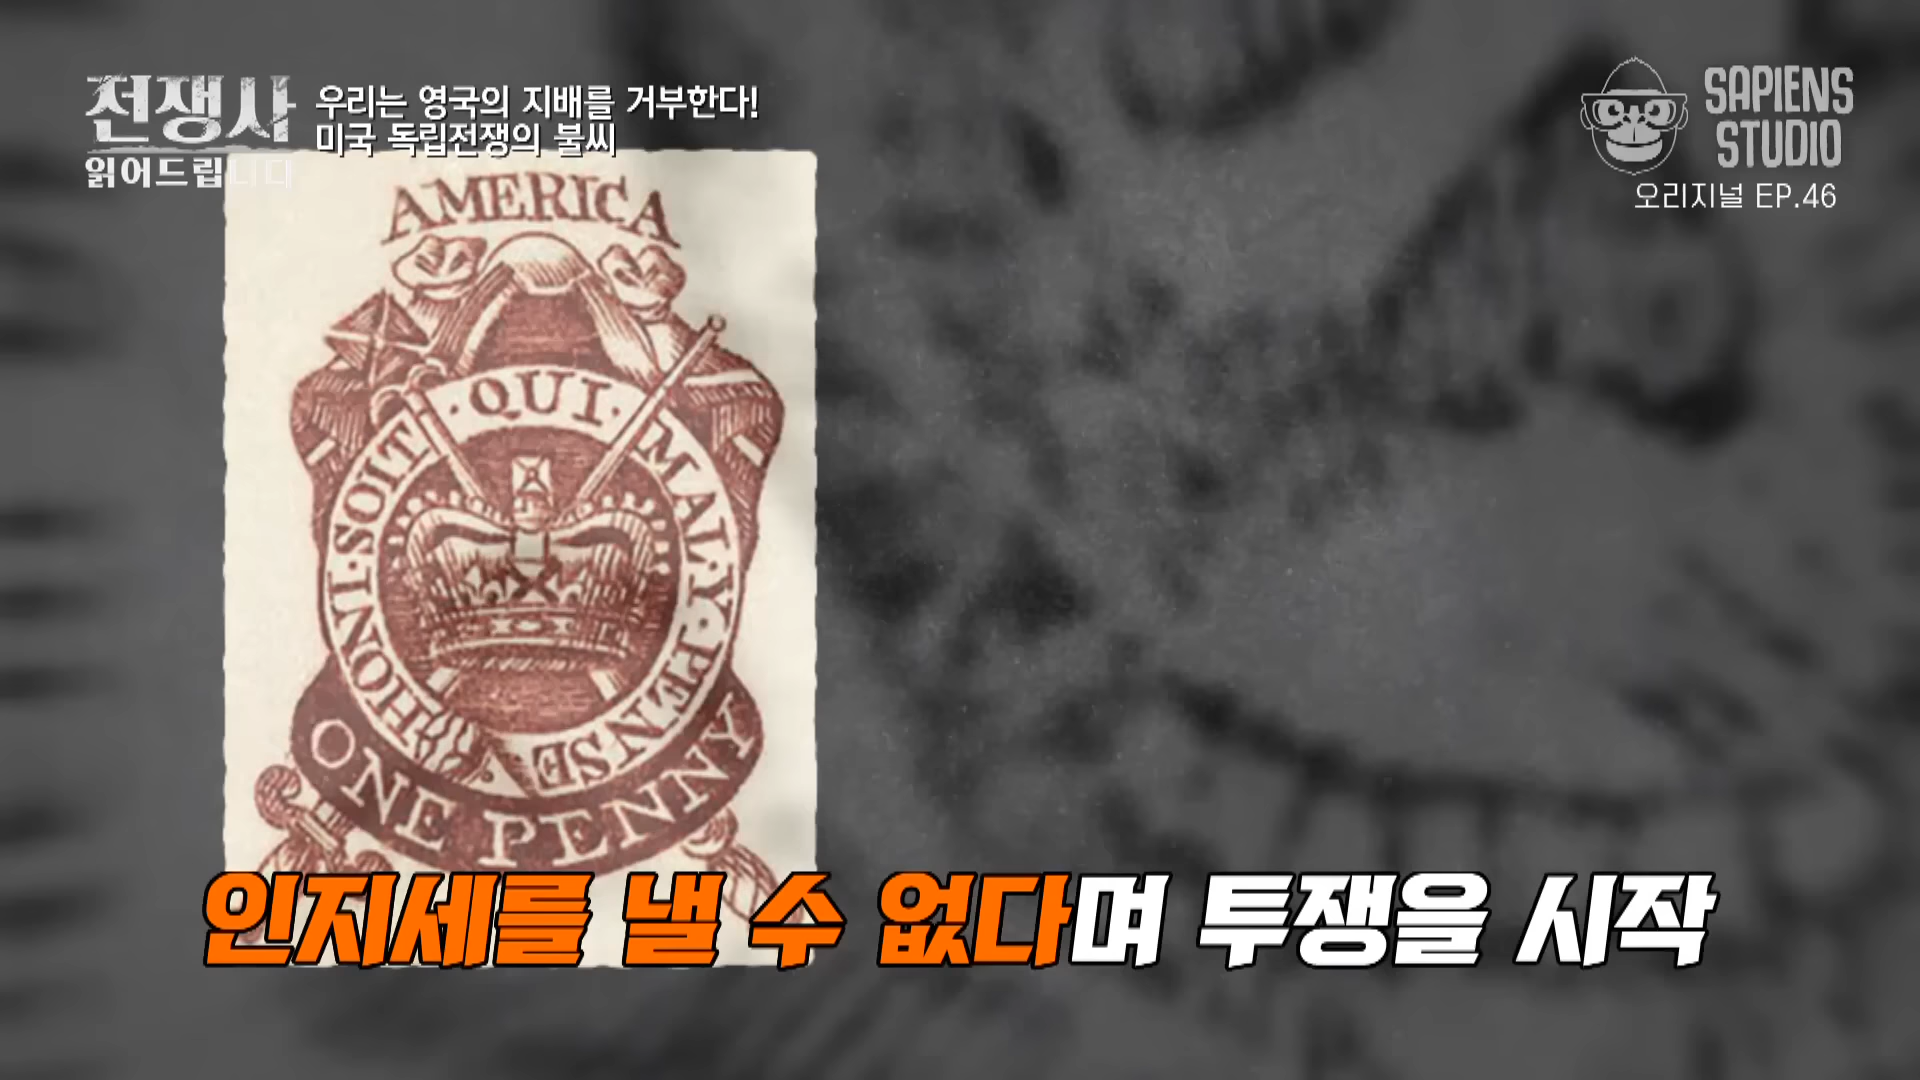 전쟁사
읽어드립니다
우리는 영국의 지배를 거부한다!
미국 독립전쟁의 불씨
SAPIENS
STUDIO
오리지널 EP.46
AMERICA
HONI·SOIT·QUI·MAL·Y·PENSE
ONE PENNY
인지세를 낼 수 없다며 투쟁을 시작